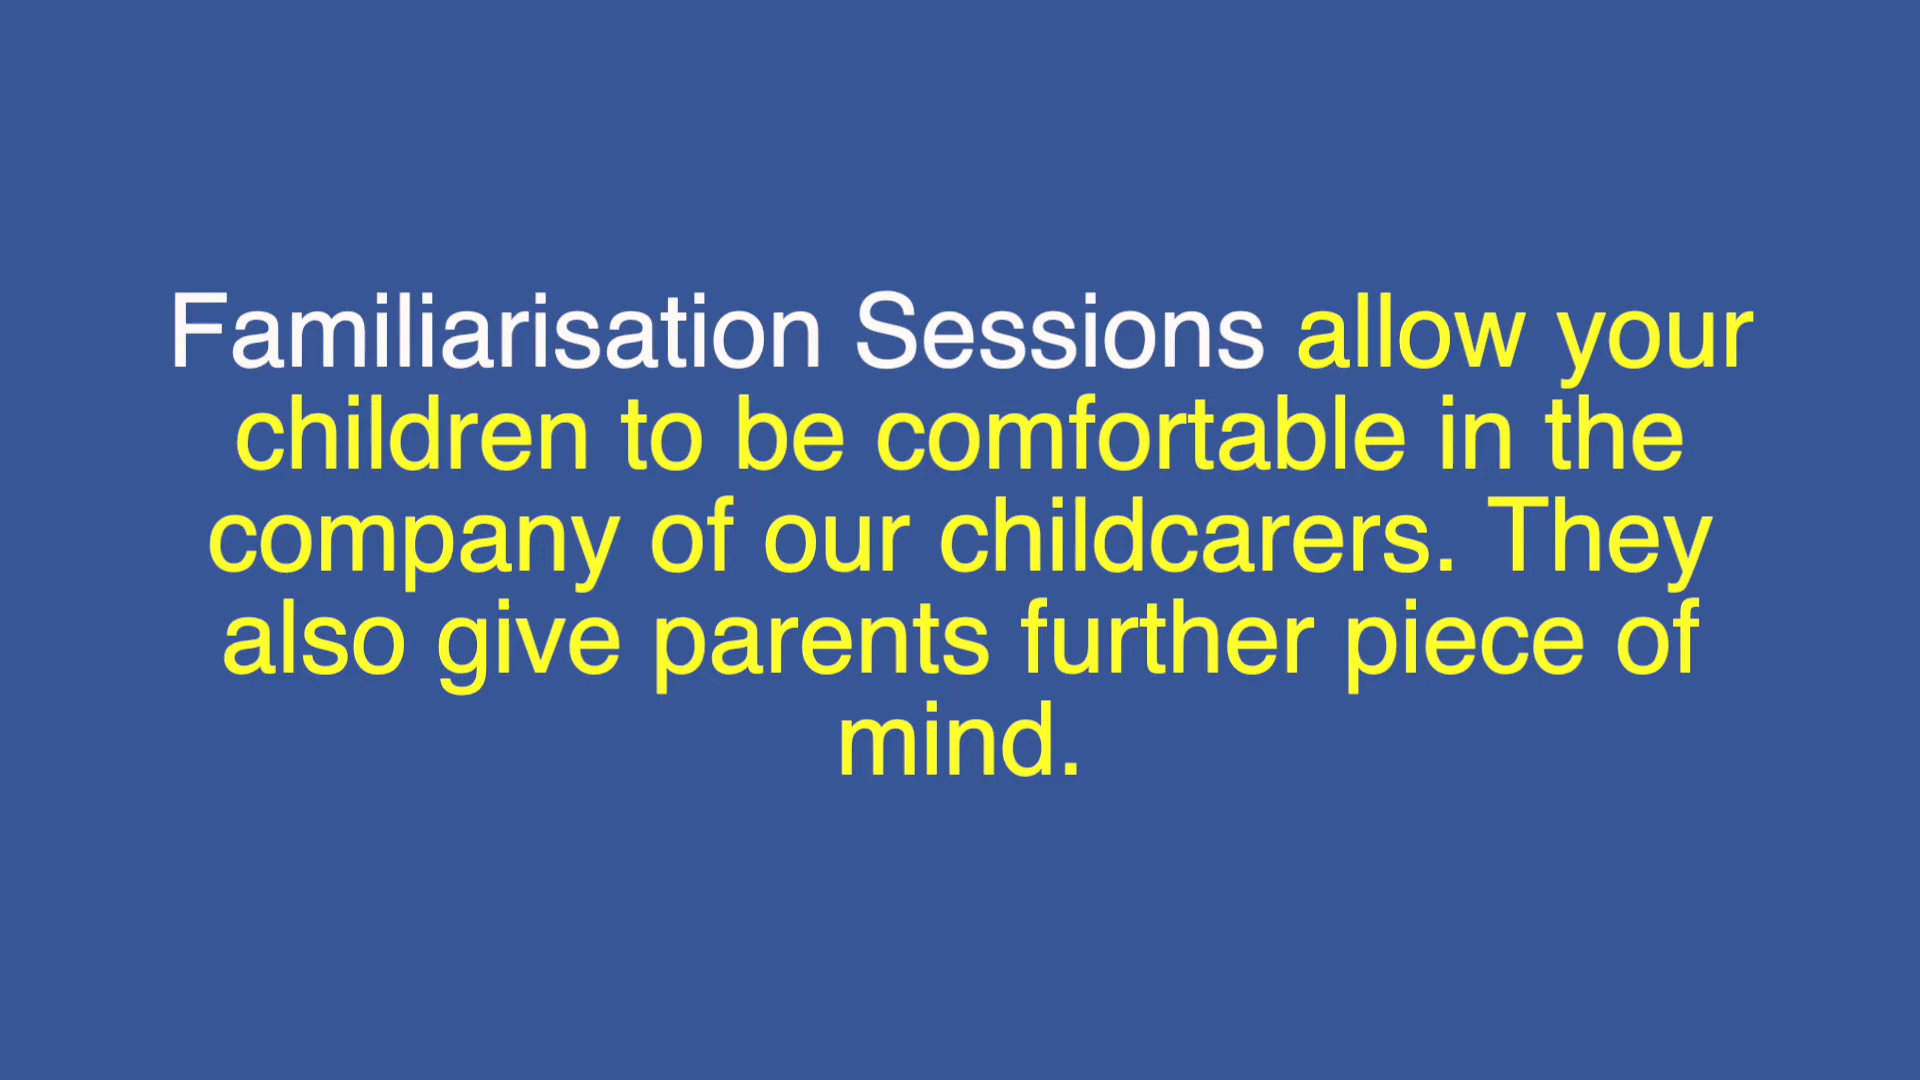 Familiarisation Sessions allow your
children to be comfortable in the
company of our childcarers. They
also give parents further piece of
mind.